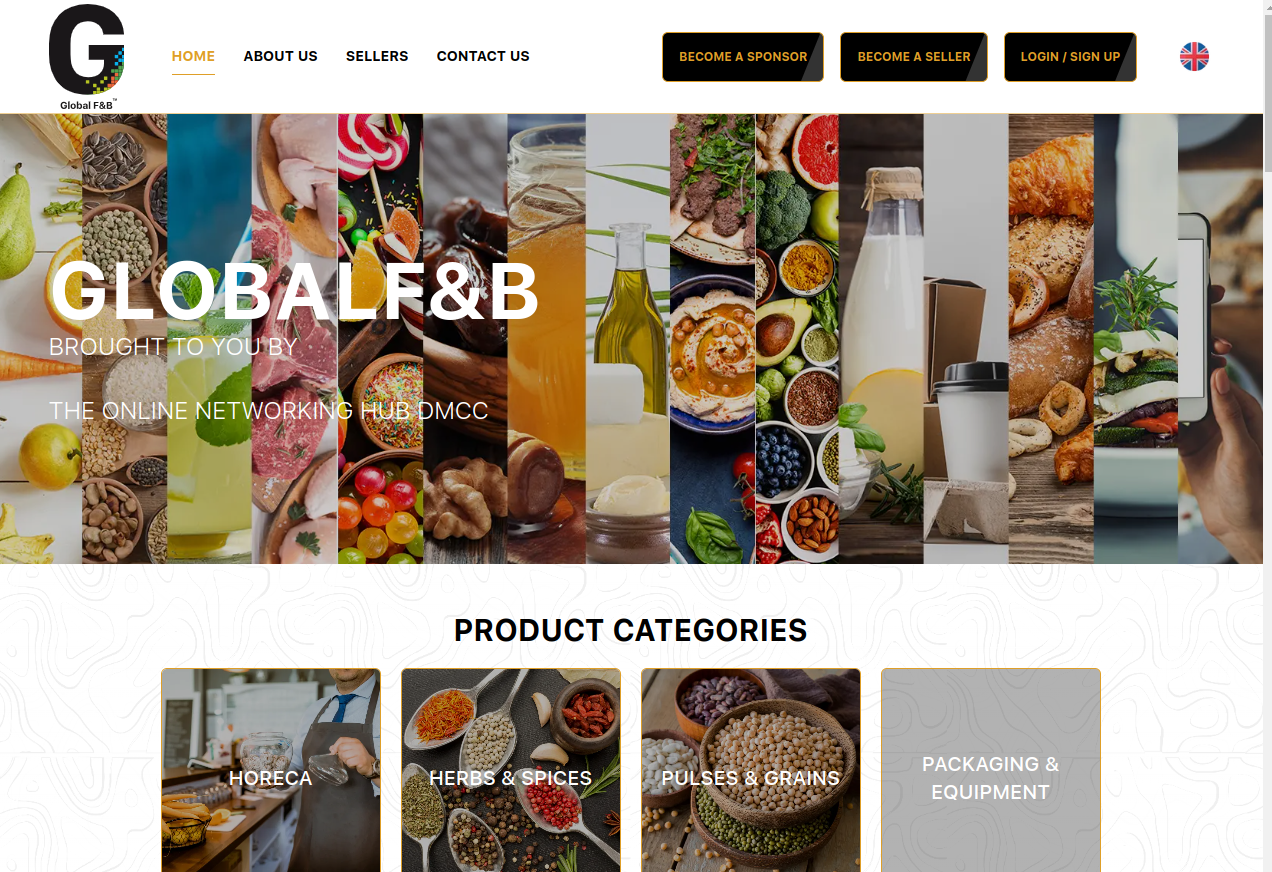 Global F&B™
HOME
ABOUT US
SELLERS
CONTACT US
BECOME A SPONSOR
BECOME A SELLER
LOGIN / SIGN UP
GLOBALF&B
BROUGHT TO YOU BY
THE ONLINE NETWORKING HUB DMCC
PRODUCT CATEGORIES
HORECA
HERBS & SPICES
PULSES & GRAINS
PACKAGING &
EQUIPMENT